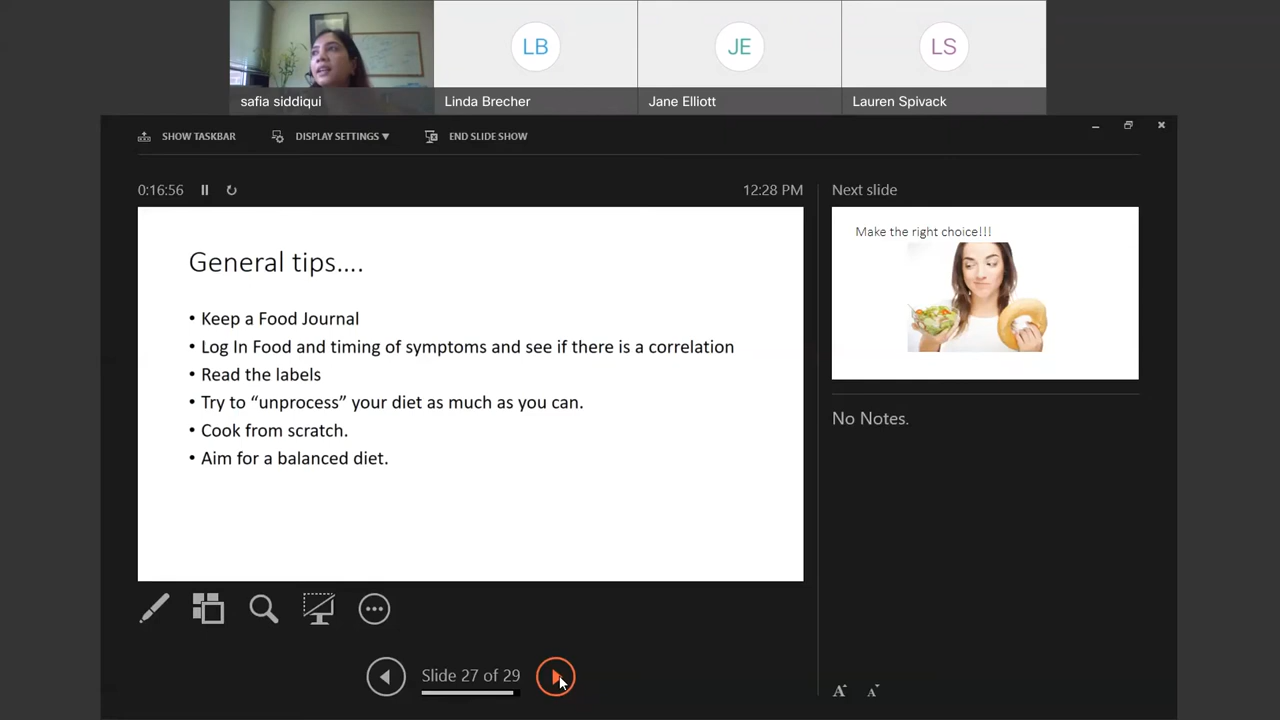 LB
JE
LS
safia siddiqui
Linda Brecher
Jane Elliott
Lauren Spivack
SHOW TASKBAR
DISPLAY SETTINGS ▼
END SLIDE SHOW
0:16:56
12:28 PM
Next slide
General tips....
• Keep a Food Journal
• Log In Food and timing of symptoms and see if there is a correlation
• Read the labels
• Try to “unprocess” your diet as much as you can.
• Cook from scratch.
• Aim for a balanced diet.
Make the right choice!!!
No Notes.
Slide 27 of 29
A A